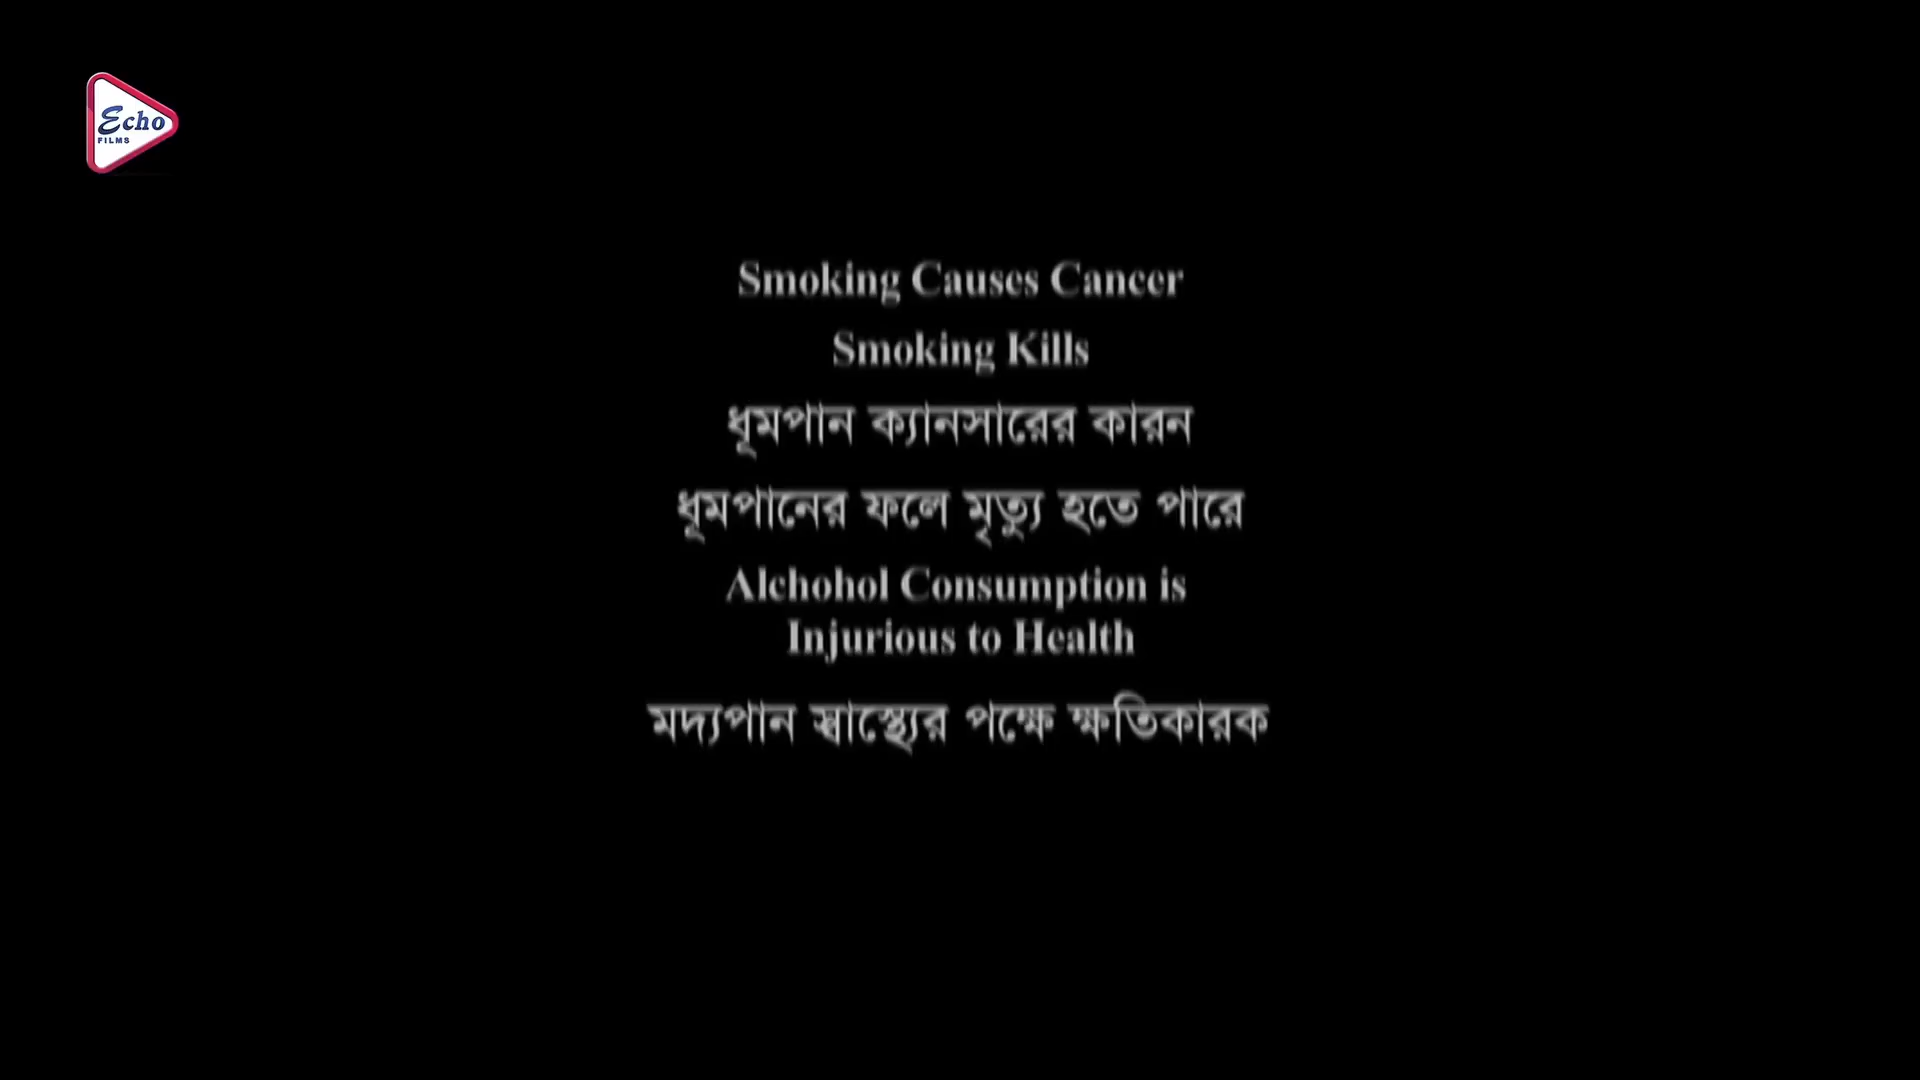 Echo
FILMS
Smoking Causes Cancer
Smoking Kills
ধূমপান ক্যানসারের কারন
ধূমপানের ফলে মৃত্যু হতে পারে
Alchohol Consumption is
Injurious to Health
মদ্যপান স্বাস্থ্যের পক্ষে ক্ষতিকারক